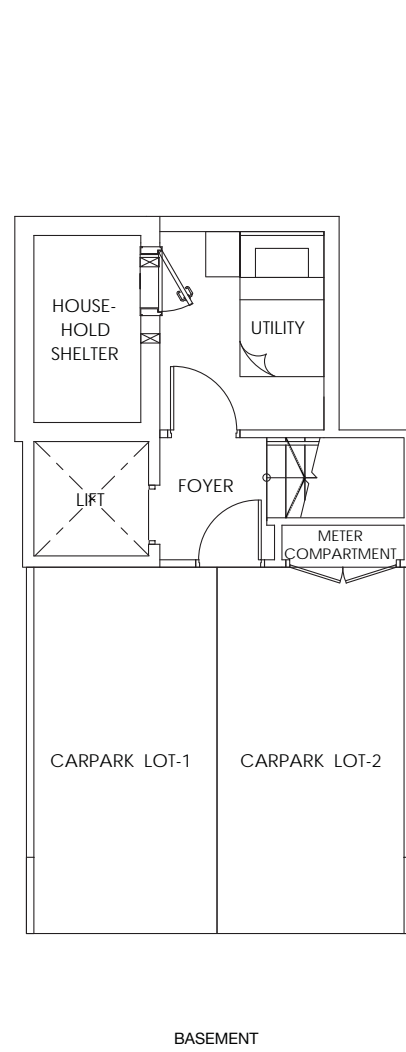 HOUSE-
HOLD
SHELTER
UTILITY
LIFT
FOYER
METER
COMPARTMENT
CARPARK LOT-1
CARPARK LOT-2
BASEMENT